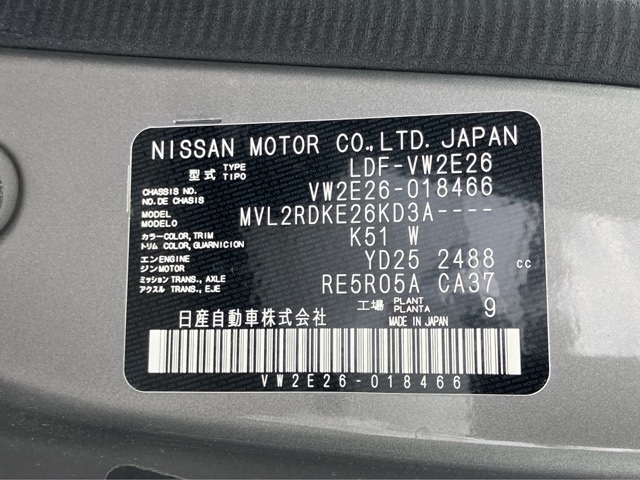 NISSAN MOTOR CO.,LTD. JAPAN
型式 TYPE TIPO LDF-VW2E26
CHASSIS NO. NO. DE CHASIS VW2E26-018466
MODEL MODELO MVL2RDKE26KD3A----
カラー COLOR, TRIM トリム COLOR, GUARNICION K51 W
エンジン ENGINE MOTOR YD25 2488 cc
ミッション TRANS., AXLE アクスル TRANS., EJE RE5R05A CA37
工場 PLANT PLANTA 9
日産自動車株式会社 MADE IN JAPAN
VW2E26-018466